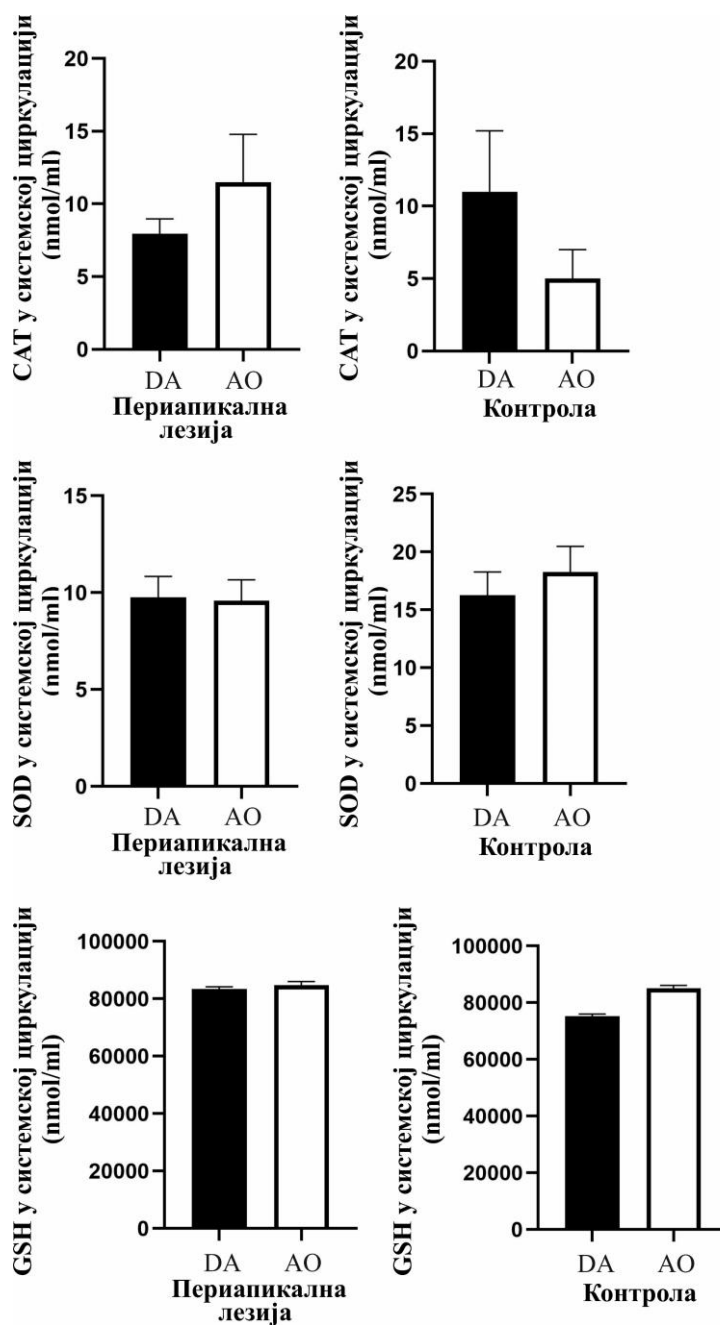 CAT у системској циркулацији
(nmol/ml)
20
15
10
5
0
DA AO
Периапикална
лезија
CAT у системској циркулацији
(nmol/ml)
20
15
10
5
0
DA AO
Контрола
SOD у системској циркулацији
(nmol/ml)
15
10
5
0
DA AO
Периапикална
лезија
SOD у системској циркулацији
(nmol/ml)
25
20
15
10
5
0
DA AO
Контрола
GSH у системској циркулацији
(nmol/ml)
100000
80000
60000
40000
20000
0
DA AO
Периапикална
лезија
GSH у системској циркулацији
(nmol/ml)
100000
80000
60000
40000
20000
0
DA AO
Контрола